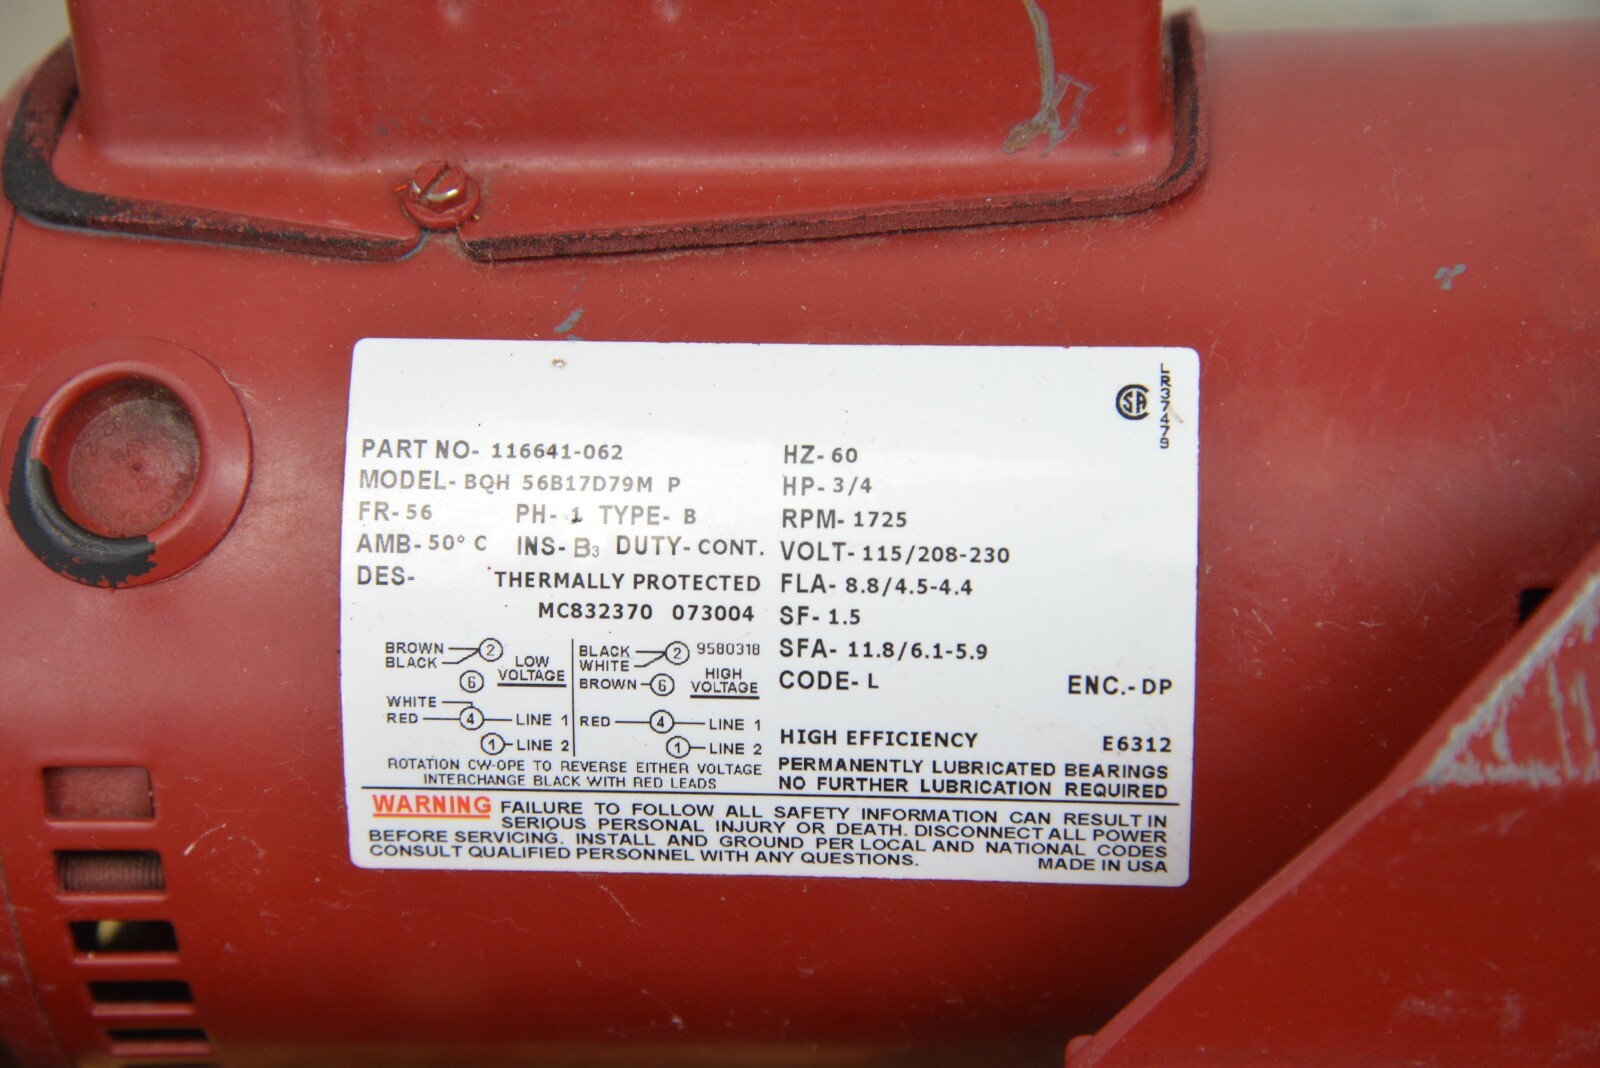 SA
LR37479
PART NO- 116641-062
MODEL- BQH 56B17D79M P
FR- 56 PH- 1 TYPE- B
AMB- 50° C INS- B3 DUTY- CONT.
DES- THERMALLY PROTECTED
MC832370 073004
HZ- 60
HP- 3/4
RPM- 1725
VOLT- 115/208-230
FLA- 8.8/4.5-4.4
SF- 1.5
SFA- 11.8/6.1-5.9
CODE- L ENC.- DP
BROWN 2
BLACK
LOW
VOLTAGE
6
WHITE
RED 4 LINE 1
1 LINE 2
BLACK 2 9580318
WHITE
HIGH
BROWN 6 VOLTAGE
RED 4 LINE 1
1 LINE 2
ROTATION CW-OPE TO REVERSE EITHER VOLTAGE
INTERCHANGE BLACK WITH RED LEADS
HIGH EFFICIENCY E6312
PERMANENTLY LUBRICATED BEARINGS
NO FURTHER LUBRICATION REQUIRED
WARNING FAILURE TO FOLLOW ALL SAFETY INFORMATION CAN RESULT IN
SERIOUS PERSONAL INJURY OR DEATH. DISCONNECT ALL POWER
BEFORE SERVICING. INSTALL AND GROUND PER LOCAL AND NATIONAL CODES
CONSULT QUALIFIED PERSONNEL WITH ANY QUESTIONS. MADE IN USA